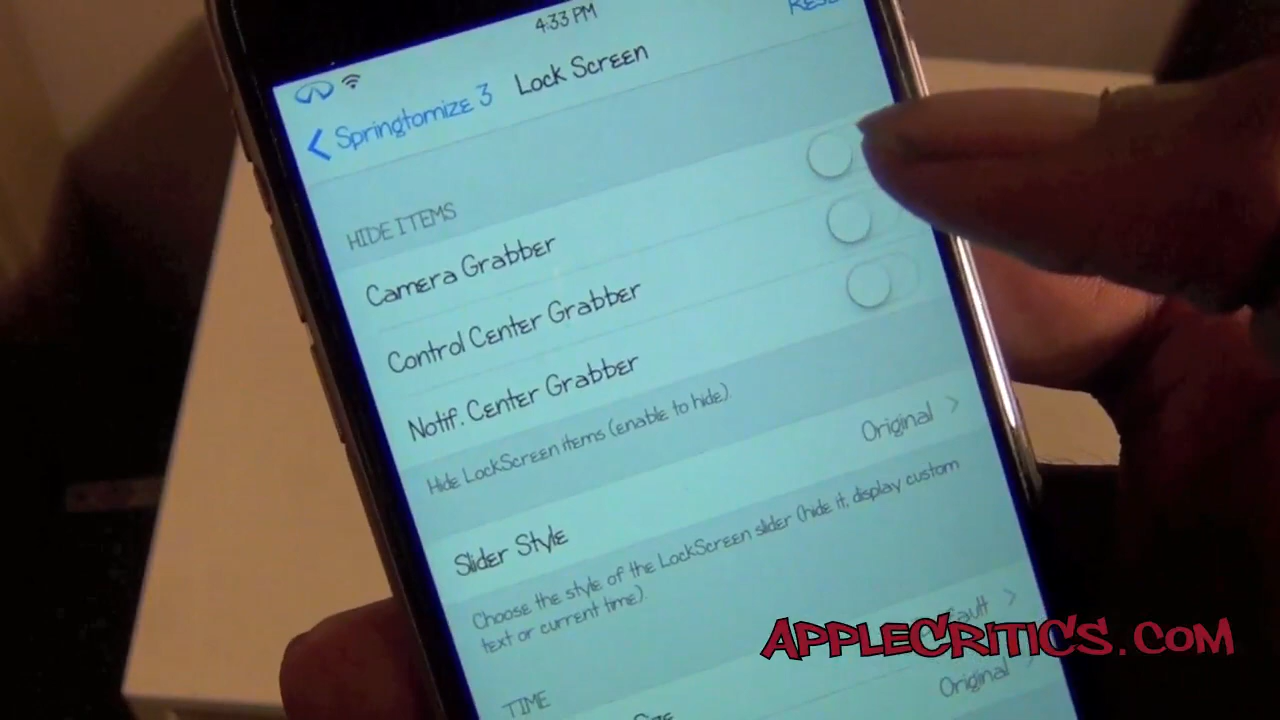 4:33 PM
Springtomize 3 Lock Screen
HIDE ITEMS
Camera Grabber
Control Center Grabber
Notif. Center Grabber
Hide LockScreen items (enable to hide).
Slider Style Original
Choose the style of the LockScreen slider (hide it, display custom
text or current time).
TIME
Original
APPLECRITICS.COM